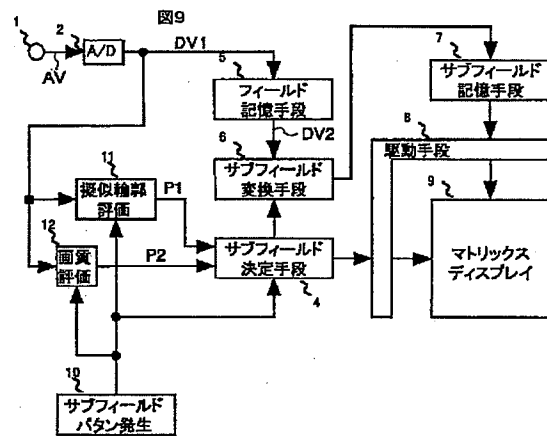 図9
1
2
A/D
AV
DV1
5
フィールド
記憶手段
DV2
6
サブフィールド
変換手段
7
サブフィールド
記憶手段
8
駆動手段
9
マトリックス
ディスプレイ
11
擬似輪郭
評価
P1
12
画質
評価
P2
サブフィールド
決定手段
4
10
サブフィールド
パタン発生